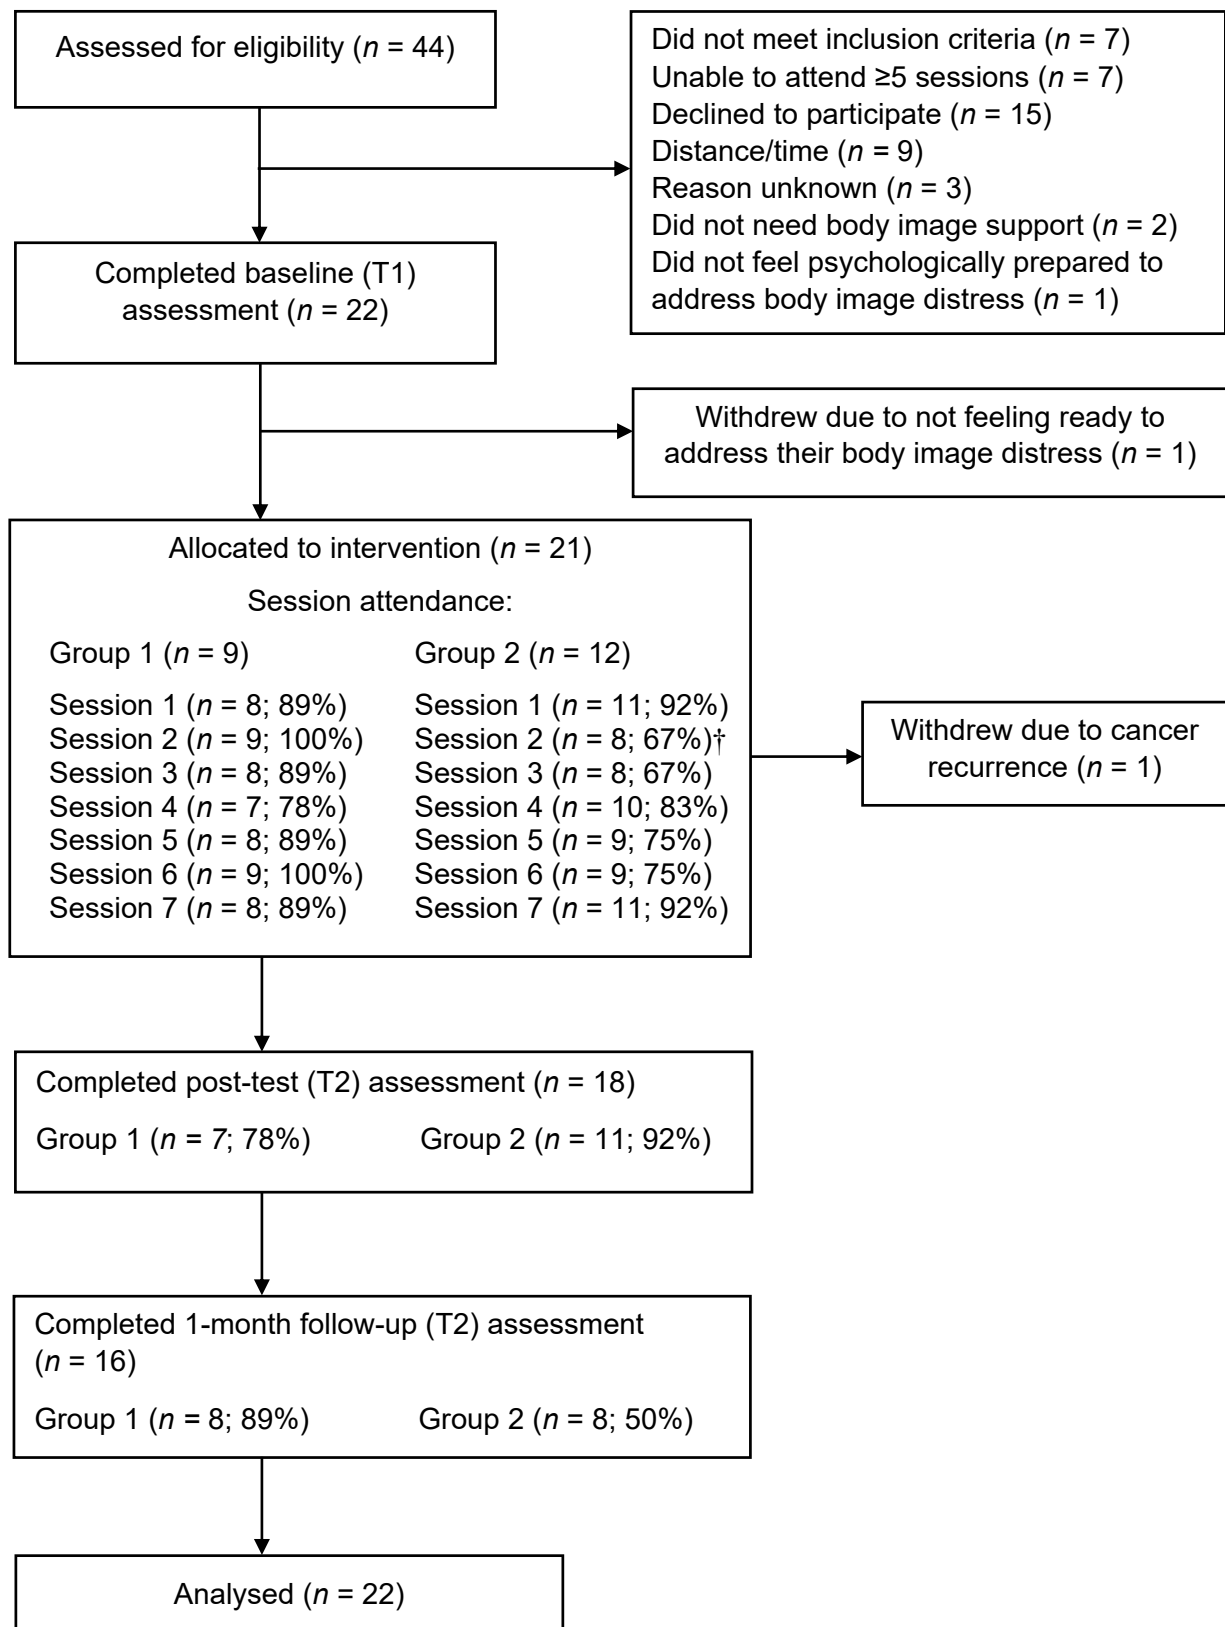 Assessed for eligibility (n = 44)
Did not meet inclusion criteria (n = 7)
Unable to attend ≥5 sessions (n = 7)
Declined to participate (n = 15)
Distance/time (n = 9)
Reason unknown (n = 3)
Did not need body image support (n = 2)
Did not feel psychologically prepared to
address body image distress (n = 1)
Completed baseline (T1)
assessment (n = 22)
Withdrew due to not feeling ready to
address their body image distress (n = 1)
Allocated to intervention (n = 21)
Session attendance:
Group 1 (n = 9)
Session 1 (n = 8; 89%)
Session 2 (n = 9; 100%)
Session 3 (n = 8; 89%)
Session 4 (n = 7; 78%)
Session 5 (n = 8; 89%)
Session 6 (n = 9; 100%)
Session 7 (n = 8; 89%)
Group 2 (n = 12)
Session 1 (n = 11; 92%)
Session 2 (n = 8; 67%)†
Session 3 (n = 8; 67%)
Session 4 (n = 10; 83%)
Session 5 (n = 9; 75%)
Session 6 (n = 9; 75%)
Session 7 (n = 11; 92%)
Withdrew due to cancer
recurrence (n = 1)
Completed post-test (T2) assessment (n = 18)
Group 1 (n = 7; 78%) Group 2 (n = 11; 92%)
Completed 1-month follow-up (T2) assessment
(n = 16)
Group 1 (n = 8; 89%) Group 2 (n = 8; 50%)
Analysed (n = 22)